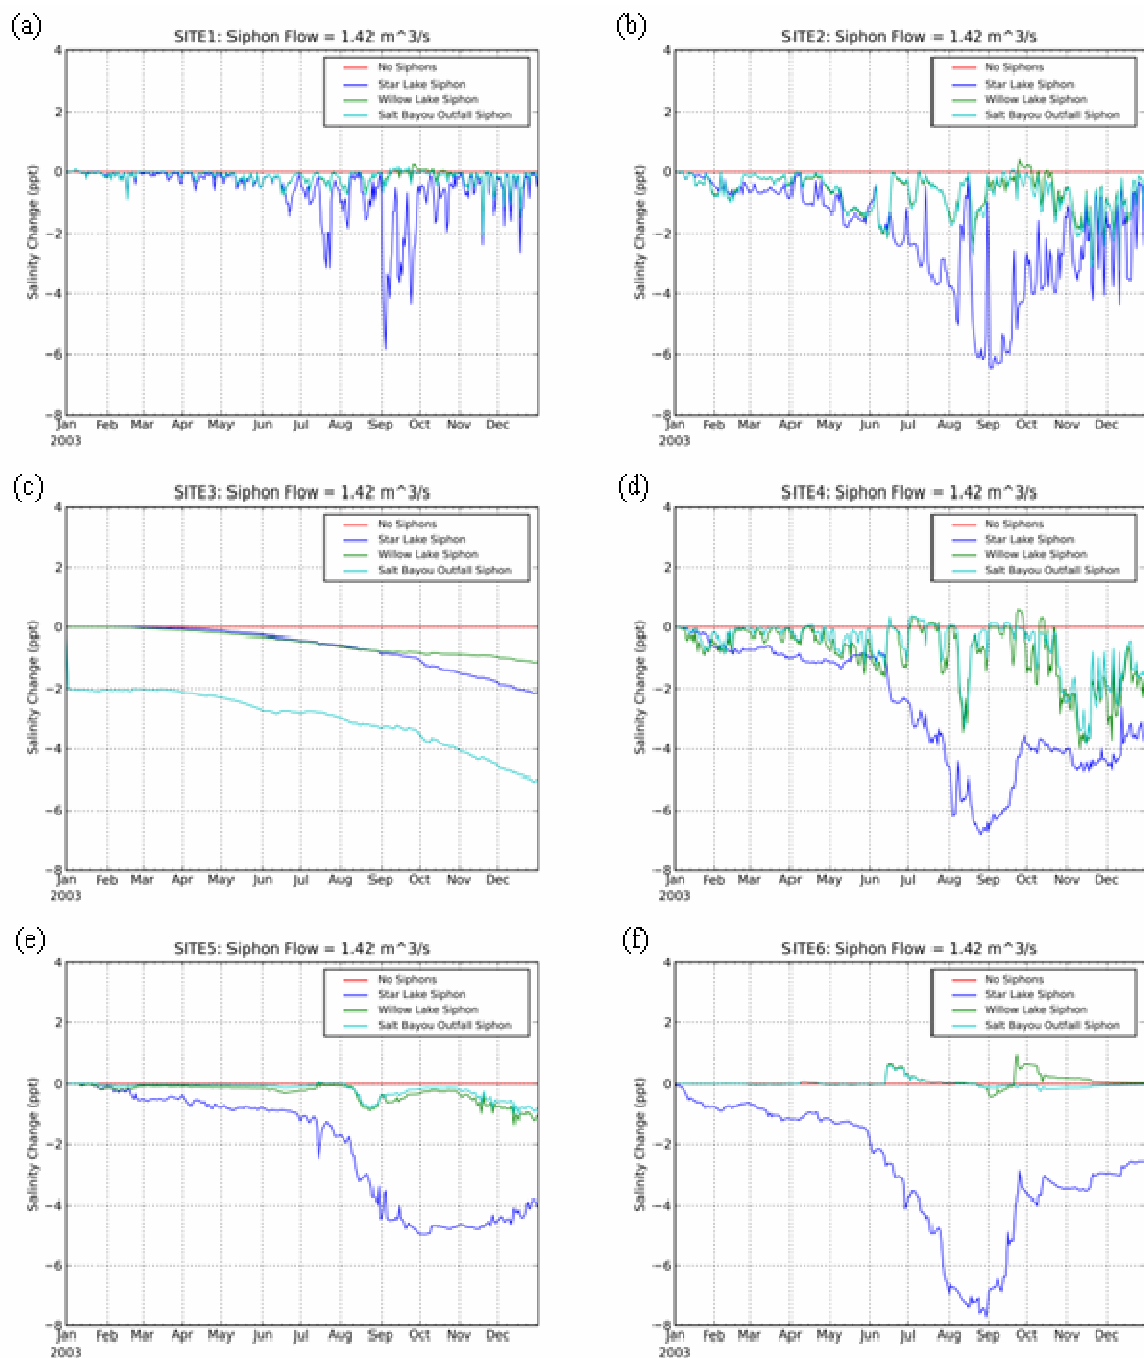 (a)
SITE1: Siphon Flow = 1.42 m^3/s
No Siphons
Star Lake Siphon
Willow Lake Siphon
Salt Bayou Outfall Siphon
Salinity Change (ppt)
4
2
0
−2
−4
−6
−8
Jan Feb Mar Apr May Jun Jul Aug Sep Oct Nov Dec
2003
(b)
SITE2: Siphon Flow = 1.42 m^3/s
No Siphons
Star Lake Siphon
Willow Lake Siphon
Salt Bayou Outfall Siphon
Salinity Change (ppt)
4
2
0
−2
−4
−6
−8
Jan Feb Mar Apr May Jun Jul Aug Sep Oct Nov Dec
2003
(c)
SITE3: Siphon Flow = 1.42 m^3/s
No Siphons
Star Lake Siphon
Willow Lake Siphon
Salt Bayou Outfall Siphon
Salinity Change (ppt)
4
2
0
−2
−4
−6
−8
Jan Feb Mar Apr May Jun Jul Aug Sep Oct Nov Dec
2003
(d)
SITE4: Siphon Flow = 1.42 m^3/s
No Siphons
Star Lake Siphon
Willow Lake Siphon
Salt Bayou Outfall Siphon
Salinity Change (ppt)
4
2
0
−2
−4
−6
−8
Jan Feb Mar Apr May Jun Jul Aug Sep Oct Nov Dec
2003
(e)
SITE5: Siphon Flow = 1.42 m^3/s
No Siphons
Star Lake Siphon
Willow Lake Siphon
Salt Bayou Outfall Siphon
Salinity Change (ppt)
4
2
0
−2
−4
−6
−8
Jan Feb Mar Apr May Jun Jul Aug Sep Oct Nov Dec
2003
(f)
SITE6: Siphon Flow = 1.42 m^3/s
No Siphons
Star Lake Siphon
Willow Lake Siphon
Salt Bayou Outfall Siphon
Salinity Change (ppt)
4
2
0
−2
−4
−6
−8
Jan Feb Mar Apr May Jun Jul Aug Sep Oct Nov Dec
2003